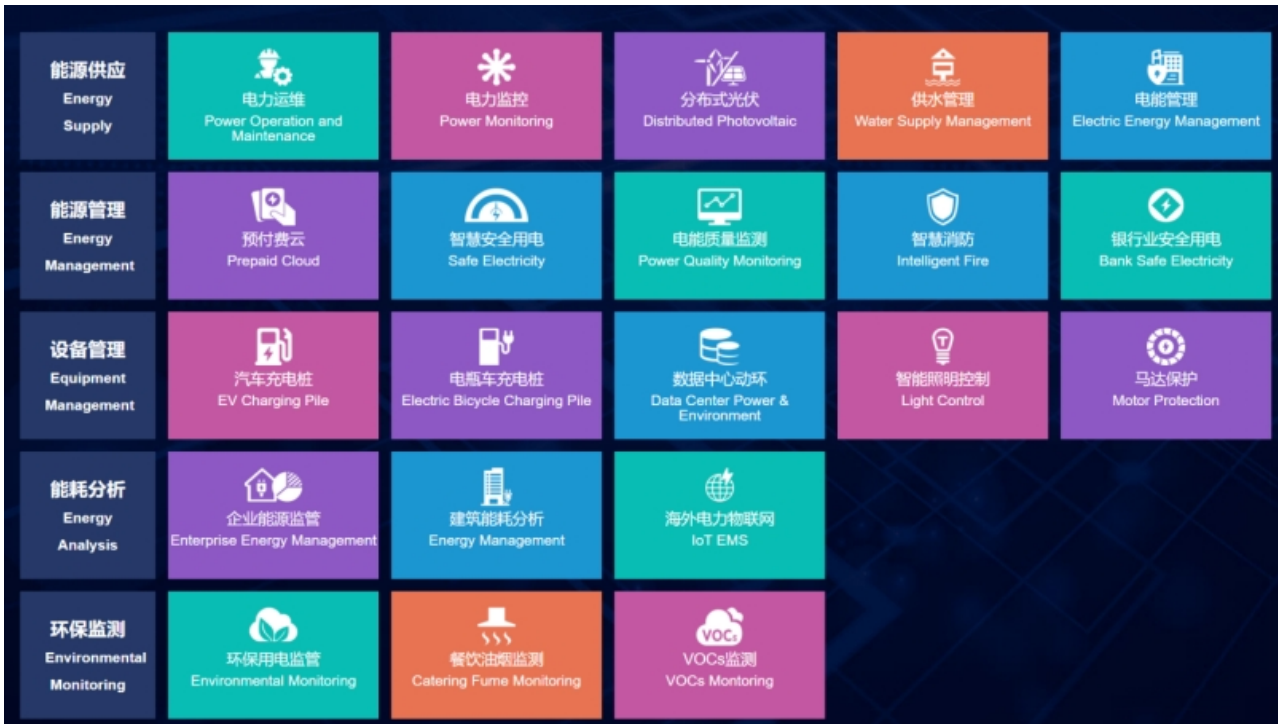 能源供应
Energy
Supply
电力运维
Power Operation and
Maintenance
电力监控
Power Monitoring
分布式光伏
Distributed Photovoltaic
供水管理
Water Supply Management
电能管理
Electric Energy Management
能源管理
Energy
Management
预付费云
Prepaid Cloud
智慧安全用电
Safe Electricity
电能质量监测
Power Quality Monitoring
智慧消防
Intelligent Fire
银行业安全用电
Bank Safe Electricity
设备管理
Equipment
Management
汽车充电桩
EV Charging Pile
电瓶车充电桩
Electric Bicycle Charging Pile
数据中心动环
Data Center Power &
Environment
T
智能照明控制
Light Control
马达保护
Motor Protection
能耗分析
Energy
Analysis
企业能源监管
Enterprise Energy Management
建筑能耗分析
Energy Management
海外电力物联网
IoT EMS
环保监测
Environmental
Monitoring
环保用电监管
Environmental Monitoring
餐饮油烟监测
Catering Fume Monitoring
VOCs
VOCs监测
VOCs Montoring